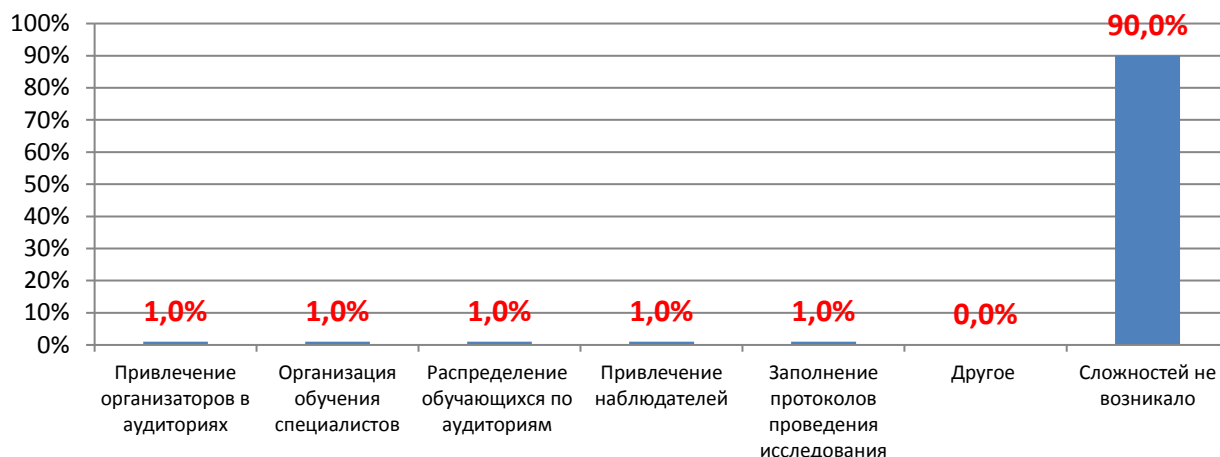 100%
90%
80%
70%
60%
50%
40%
30%
20%
10%
0%
1,0%
1,0%
1,0%
1,0%
1,0%
0,0%
90,0%
Привлечение
организаторов в
аудиториях
Организация
обучения
специалистов
Распределение
обучающихся по
аудиториям
Привлечение
наблюдателей
Заполнение
протоколов
проведения
исследования
Другое
Сложностей не
возникало